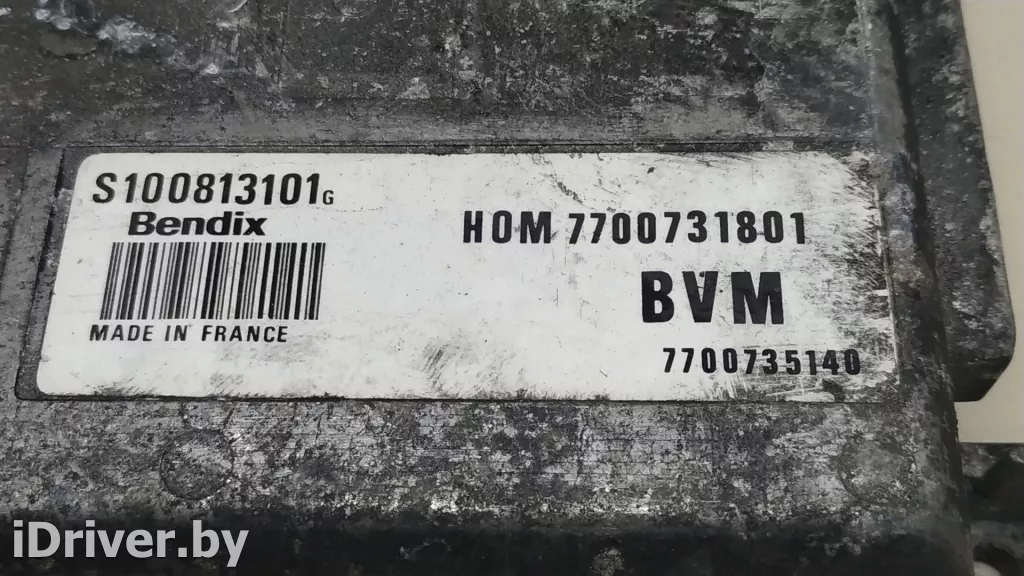 S100813101G
Bendix
MADE IN FRANCE
HOM 7700731801
BVM
7700735140
iDriver.by